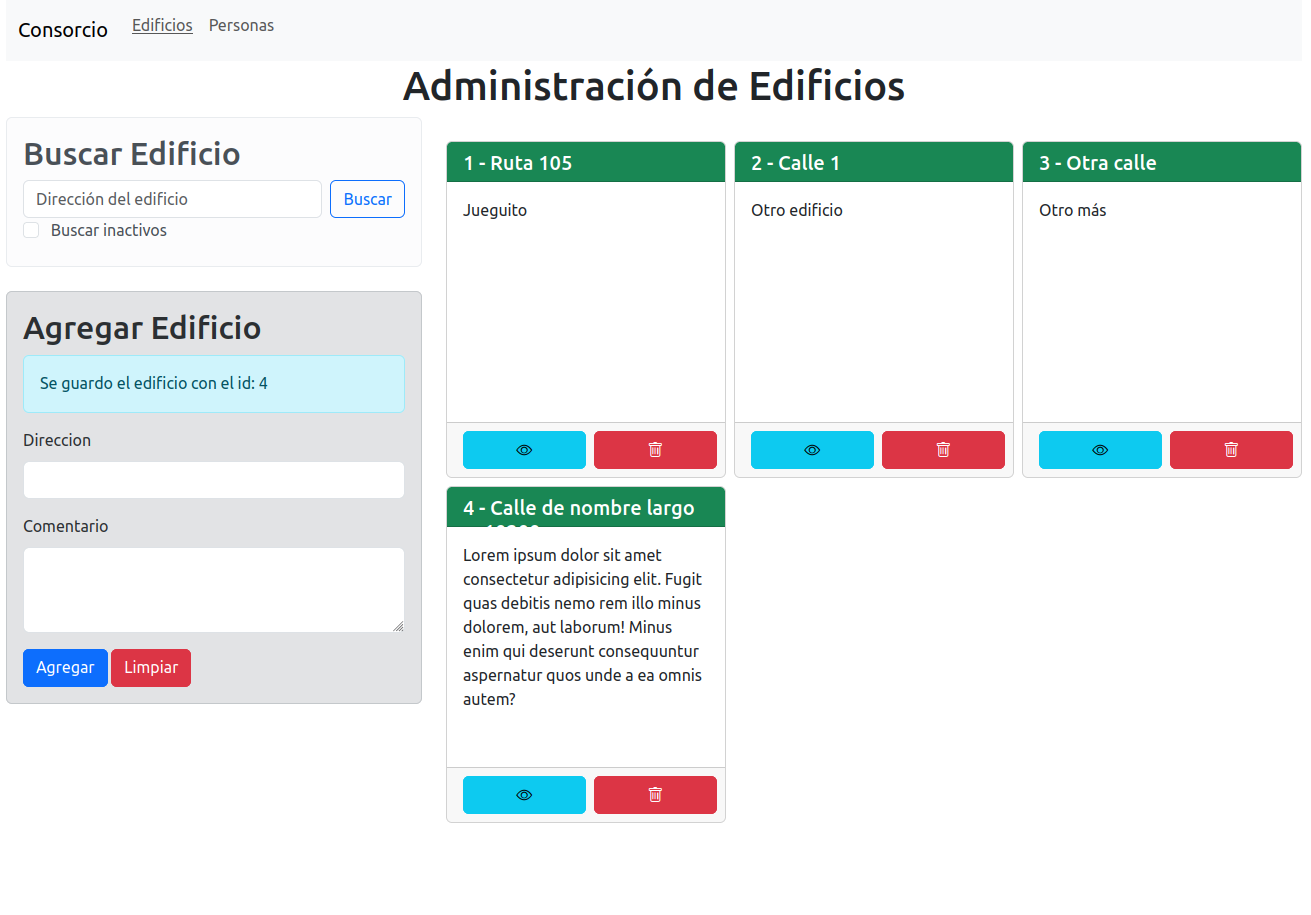 Consorcio
Edificios
Personas
Administración de Edificios
Buscar Edificio
Dirección del edificio
Buscar
Buscar inactivos
Agregar Edificio
Se guardo el edificio con el id: 4
Direccion
Comentario
Agregar
Limpiar
1 - Ruta 105
Jueguito
2 - Calle 1
Otro edificio
3 - Otra calle
Otro más
4 - Calle de nombre largo
Lorem ipsum dolor sit amet
consectetur adipisicing elit. Fugit
quas debitis nemo rem illo minus
dolorem, aut laborum! Minus
enim qui deserunt consequuntur
aspernatur quos unde a ea omnis
autem?